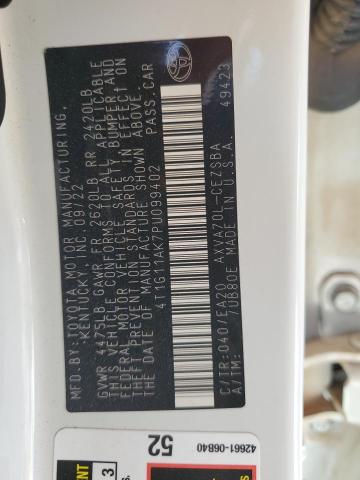 MFD.BY:TOYOTA MOTOR MANUFACTURING,
KENTUCKY,INC.09/22
GVWR 4475LB GAWR FR 2620LB RR 2420LB
THIS VEHICLE CONFORMS TO ALL APPLICABLE
FEDERAL MOTOR VEHICLE SAFETY,BUMPER,AND
THEFT PREVENTION STANDARDS IN EFFECT ON
THE DATE OF MANUFACTURE SHOWN ABOVE.
4T1G11AK7PU099402 PASS.CAR
C/TR:040/EA20 AXVA70L-CEZSBA
A/TM: 70B80E MADE IN U.S.A. 49423
42661-06B40
52
3